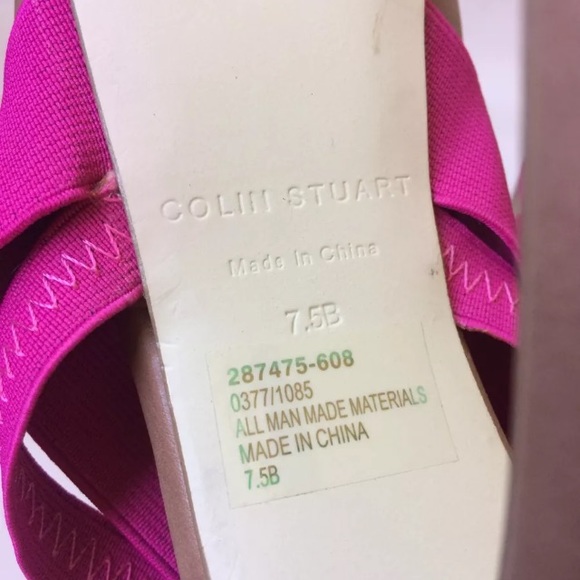 COLIN STUART
Made in China
7.5B
287475-608
0377/1085
ALL MAN MADE MATERIALS
MADE IN CHINA
7.5B